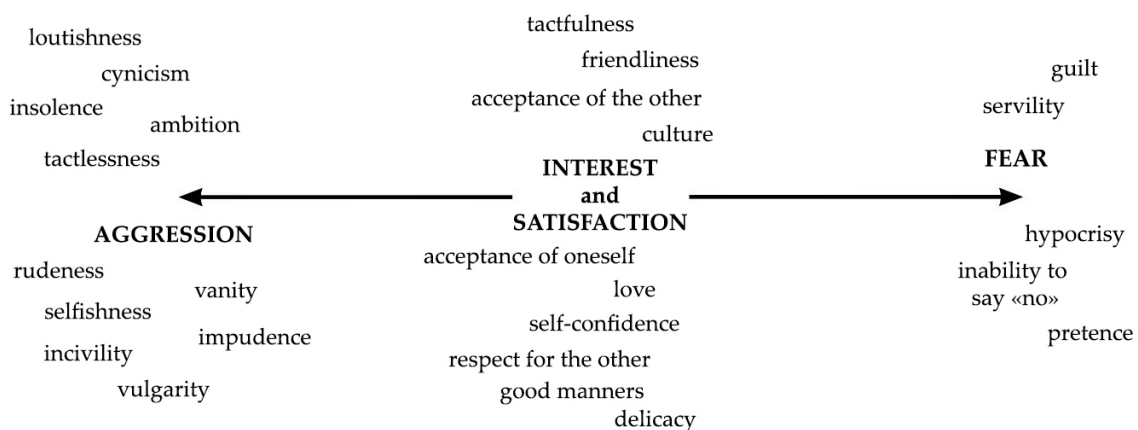 loutishness
cynicism
insolence
ambition
tactlessness
AGGRESSION
rudeness
vanity
selfishness
impudence
incivility
vulgarity
tactfulness
friendliness
acceptance of the other
culture
INTEREST
and
SATISFACTION
acceptance of oneself
love
self-confidence
respect for the other
good manners
delicacy
guilt
servility
FEAR
hypocrisy
inability to
say «no»
pretence